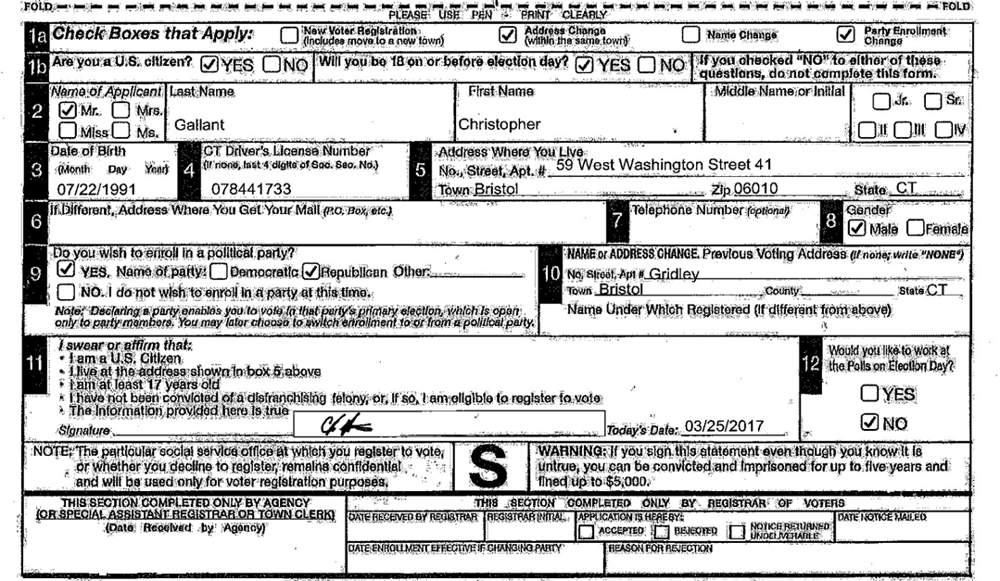 FOLD FOLD
PLEASE USE PEN - PRINT CLEARLY
1a Check Boxes that Apply: New Voter Registration (includes move to a new town) Address Change (within the same town) Name Change Party Enrollment Change
1b Are you a U.S. citizen? YES NO Will you be 18 on or before election day? YES NO If you checked "NO" to either of these questions, do not complete this form.
2 Name of Applicant Last Name First Name Middle Name or Initial
Mr. Mrs. Jr. Sr.
Gallant Christopher
Miss Ms. II III IV
3 Date of Birth
(Month Day Year)
07/22/1991
4 CT Driver's License Number
(If none, last 4 digits of Soc. Sec. No.)
078441733
5 Address Where You Live
No., Street, Apt. # 59 West Washington Street 41
Town Bristol Zip 06010 State CT
6 If Different, Address Where You Get Your Mail (P.O. Box, etc.)
7 Telephone Number (optional)
8 Gender
Male Female
9 Do you wish to enroll in a political party?
YES, Name of party: Democratic Republican Other:
NO. I do not wish to enroll in a party at this time.
Note: Declaring a party enables you to vote in that party's primary election, which is open
only to party members. You may later choose to switch enrollment to or from a political party.
10 NAME or ADDRESS CHANGE. Previous Voting Address (if none, write "NONE")
No, Street, Apt # Gridley
Town Bristol County State CT
Name Under Which Registered (if different from above)
11 I swear or affirm that:
• I am a U.S. Citizen
• I live at the address shown in box 5 above
• I am at least 17 years old
• I have not been convicted of a disfranchising felony, or, if so, I am eligible to register to vote
• The information provided here is true
Signature Today's Date: 03/25/2017
12 Would you like to work at
the Polls on Election Day?
YES
NO
NOTE: The particular social service office at which you register to vote,
or whether you decline to register, remains confidential
and will be used only for voter registration purposes.
S
WARNING: If you sign this statement even though you know it is
untrue, you can be convicted and imprisoned for up to five years and
fined up to $5,000.
THIS SECTION COMPLETED ONLY BY AGENCY
(OR SPECIAL ASSISTANT REGISTRAR OR TOWN CLERK)
(Date Received by Agency)
THIS SECTION COMPLETED ONLY BY REGISTRAR OF VOTERS
DATE RECEIVED BY REGISTRAR REGISTRAR INITIAL APPLICATION IS HEREBY: DATE NOTICE MAILED
ACCEPTED REJECTED NOTICE RETURNED UNDELIVERABLE
DATE ENROLLMENT EFFECTIVE IF CHANGING PARTY REASON FOR REJECTION